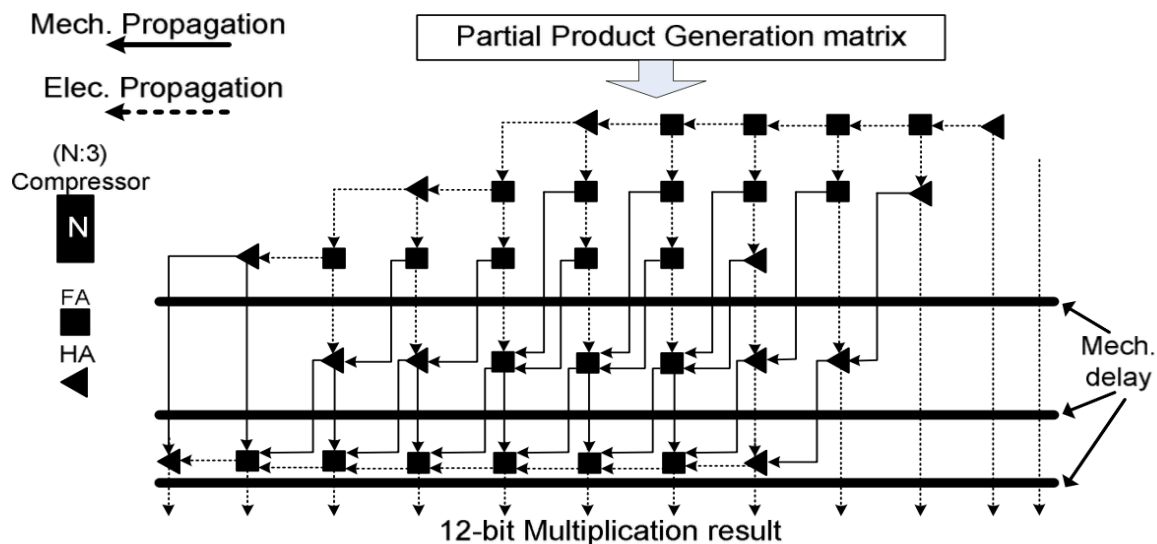 Mech. Propagation
Partial Product Generation matrix
Elec. Propagation
(N:3)
Compressor
N
FA
HA
Mech.
delay
12-bit Multiplication result